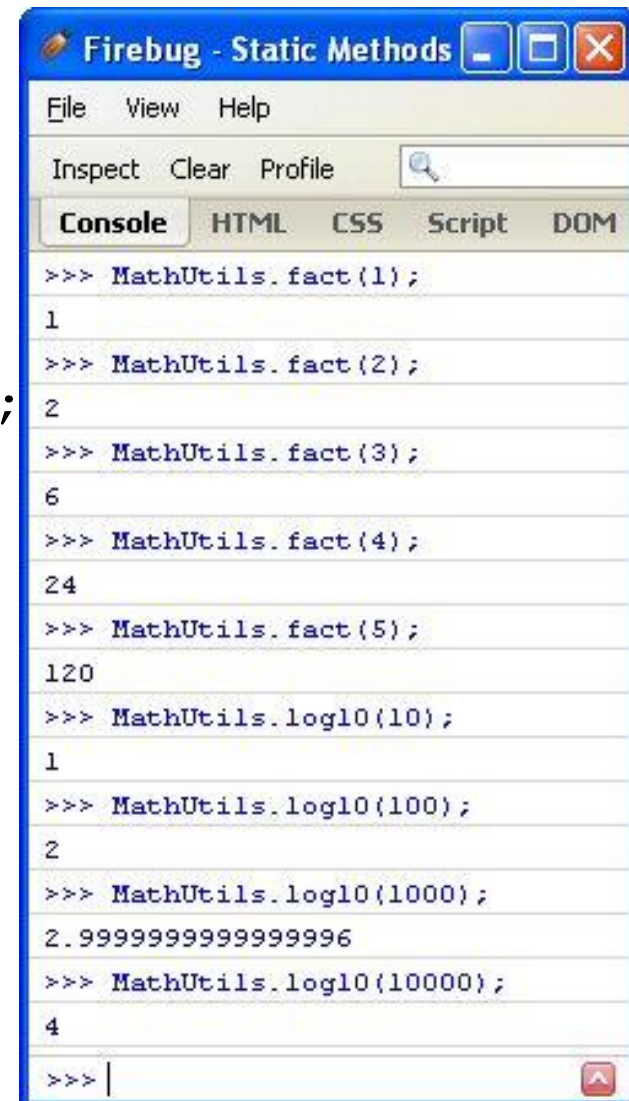 Firebug - Static Methods
File View Help
Inspect Clear Profile
Console HTML CSS Script DOM
>>> MathUtils.fact(1);
1
>>> MathUtils.fact(2);
;
2
>>> MathUtils.fact(3);
6
>>> MathUtils.fact(4);
24
>>> MathUtils.fact(5);
120
>>> MathUtils.log10(10);
1
>>> MathUtils.log10(100);
2
>>> MathUtils.log10(1000);
2.9999999999999996
>>> MathUtils.log10(10000);
4
>>>